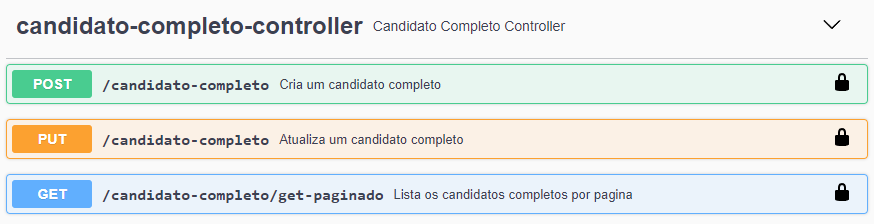 candidato-completo-controller Candidato Completo Controller
POST /candidato-completo Cria um candidato completo
PUT /candidato-completo Atualiza um candidato completo
GET /candidato-completo/get-paginado Lista os candidatos completos por pagina